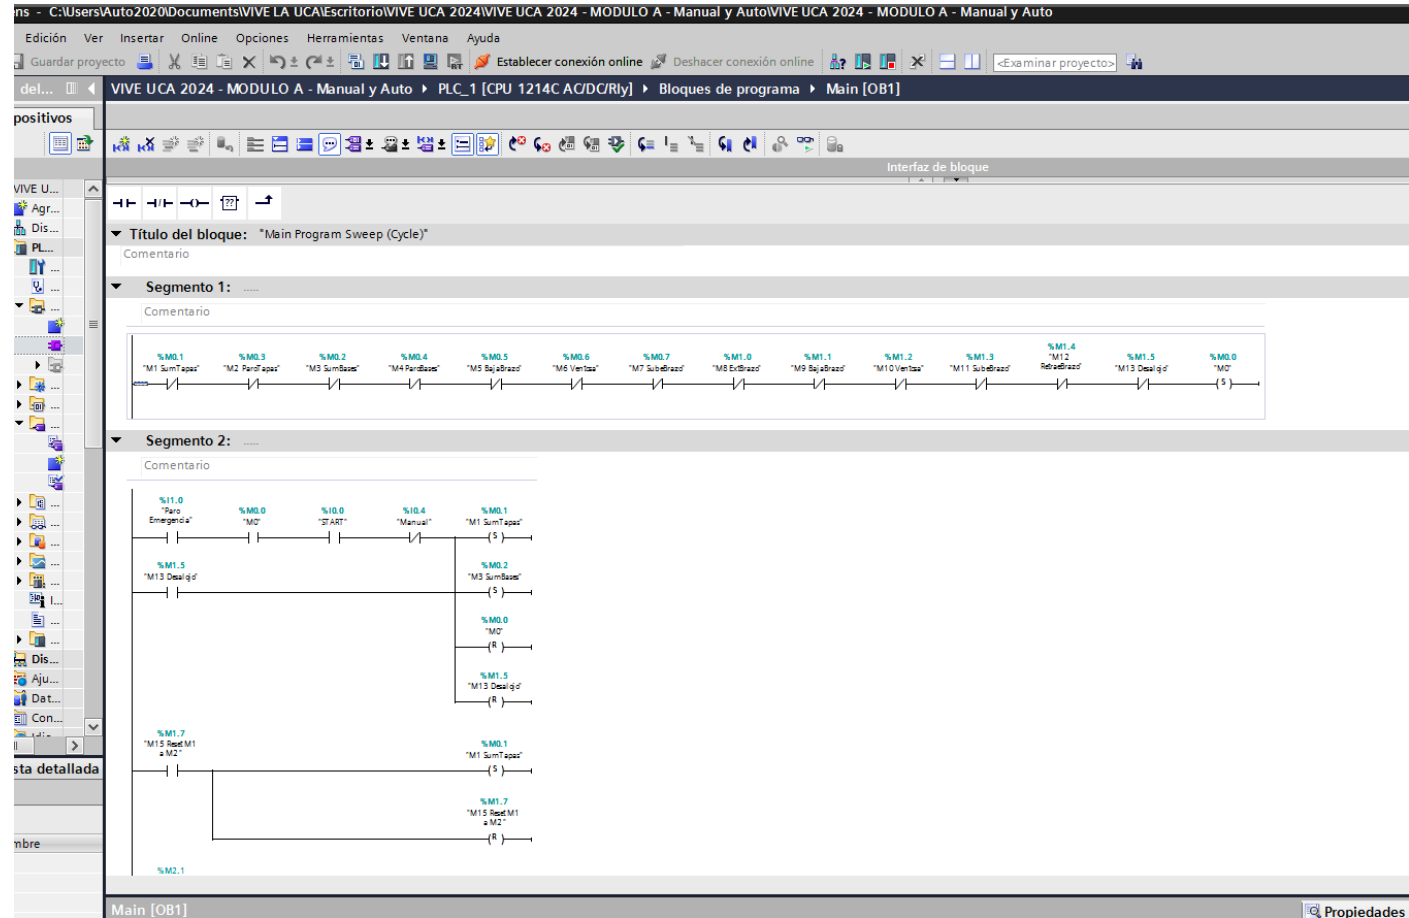 ns - C:\Users\Auto2020\Documents\VIVE LA UCA\Escritorio\VIVE UCA 2024\VIVE UCA 2024 - MODULO A - Manual y Auto\VIVE UCA 2024 - MODULO A - Manual y Auto
Edición Ver Insertar Online Opciones Herramientas Ventana Ayuda
Guardar proyecto Establecer conexión online Deshacer conexión online <Examinar proyecto>
del... VIVE UCA 2024 - MODULO A - Manual y Auto PLC_1 [CPU 1214C AC/DC/Rly] Bloques de programa Main [OB1]
positivos
Interfaz de bloque
VIVE U...
Agr...
Dis...
PL...
Título del bloque: "Main Program Sweep (Cycle)"
Comentario
Segmento 1: .....
Comentario
%M0.1 %M0.3 %M0.2 %M0.4 %M0.5 %M0.6 %M0.7 %M1.0 %M1.1 %M1.2 %M1.3 %M1.4 %M1.5 %M0.0
"M1 SumTapas" "M2 ParoTapas" "M3 SumBases" "M4 ParoBases" "M5 BajaBrazo" "M6 Ventosa" "M7 SubeBrazo" "M8 ExtBrazo" "M9 BajaBrazo" "M10 Ventosa" "M11 SubeBrazo" "M12 RetraeBrazo" "M13 Desalojo" "M0"
( S )
Segmento 2: .....
Comentario
%I1.0 %M0.0 %I0.0 %I0.4 %M0.1
"Paro Emergencia" "M0" "START" "Manual" "M1 SumTapas"
( S )
%M1.5 %M0.2
"M13 Desalojo" "M3 SumBases"
( S )
%M0.0
"M0"
( R )
%M1.5
"M13 Desalojo"
( R )
%M1.7 %M0.1
"M15 Reset M1 a M2" "M1 SumTapas"
( S )
%M1.7
"M15 Reset M1
a M2"
( R )
%M2.1
I...
Dis...
Aju...
Dat...
Con...
sta detallada
mbre
Main [OB1] Propiedades